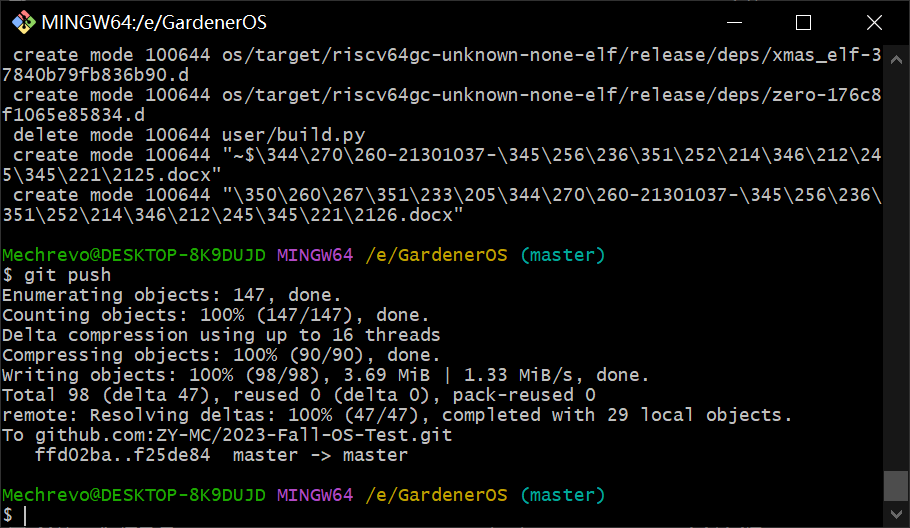 MINGW64:/e/GardenerOS
 create mode 100644 os/target/riscv64gc-unknown-none-elf/release/deps/xmas_elf-3
7840b79fb836b90.d
 create mode 100644 os/target/riscv64gc-unknown-none-elf/release/deps/zero-176c8
f1065e85834.d
 delete mode 100644 user/build.py
 create mode 100644 "~$\344\270\260-21301037-\345\256\236\351\252\214\346\212\24
5\345\221\2125.docx"
 create mode 100644 "\350\260\267\351\233\205\344\270\260-21301037-\345\256\236\
351\252\214\346\212\245\345\221\2126.docx"
Mechrevo@DESKTOP-8K9DUJD MINGW64 /e/GardenerOS (master)
$ git push
Enumerating objects: 147, done.
Counting objects: 100% (147/147), done.
Delta compression using up to 16 threads
Compressing objects: 100% (90/90), done.
Writing objects: 100% (98/98), 3.69 MiB | 1.33 MiB/s, done.
Total 98 (delta 47), reused 0 (delta 0), pack-reused 0
remote: Resolving deltas: 100% (47/47), completed with 29 local objects.
To github.com:ZY-MC/2023-Fall-OS-Test.git
   ffd02ba..f25de84  master -> master
Mechrevo@DESKTOP-8K9DUJD MINGW64 /e/GardenerOS (master)
$